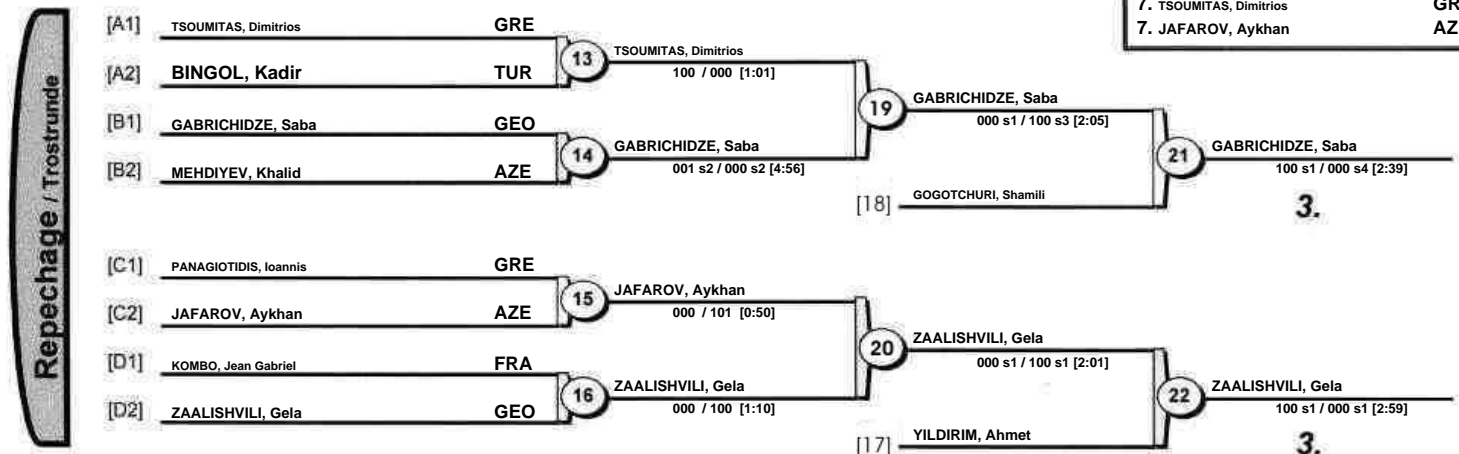 7. TSOUMITAS, Dimitrios GR
7. JAFAROV, Aykhan AZ
Repechage / Trostrunde
[A1] TSOUMITAS, Dimitrios GRE
[A2] BINGOL, Kadir TUR
13
TSOUMITAS, Dimitrios
100 / 000 [1:01]
[B1] GABRICHIDZE, Saba GEO
[B2] MEHDIYEV, Khalid AZE
14
GABRICHIDZE, Saba
001 s2 / 000 s2 [4:56]
19
GABRICHIDZE, Saba
000 s1 / 100 s3 [2:05]
[18] GOGOTCHURI, Shamili
21
GABRICHIDZE, Saba
100 s1 / 000 s4 [2:39]
3.
[C1] PANAGIOTIDIS, Ioannis GRE
[C2] JAFAROV, Aykhan AZE
15
JAFAROV, Aykhan
000 / 101 [0:50]
[D1] KOMBO, Jean Gabriel FRA
[D2] ZAALISHVILI, Gela GEO
16
ZAALISHVILI, Gela
000 / 100 [1:10]
20
ZAALISHVILI, Gela
000 s1 / 100 s1 [2:01]
[17] YILDIRIM, Ahmet
22
ZAALISHVILI, Gela
100 s1 / 000 s1 [2:59]
3.